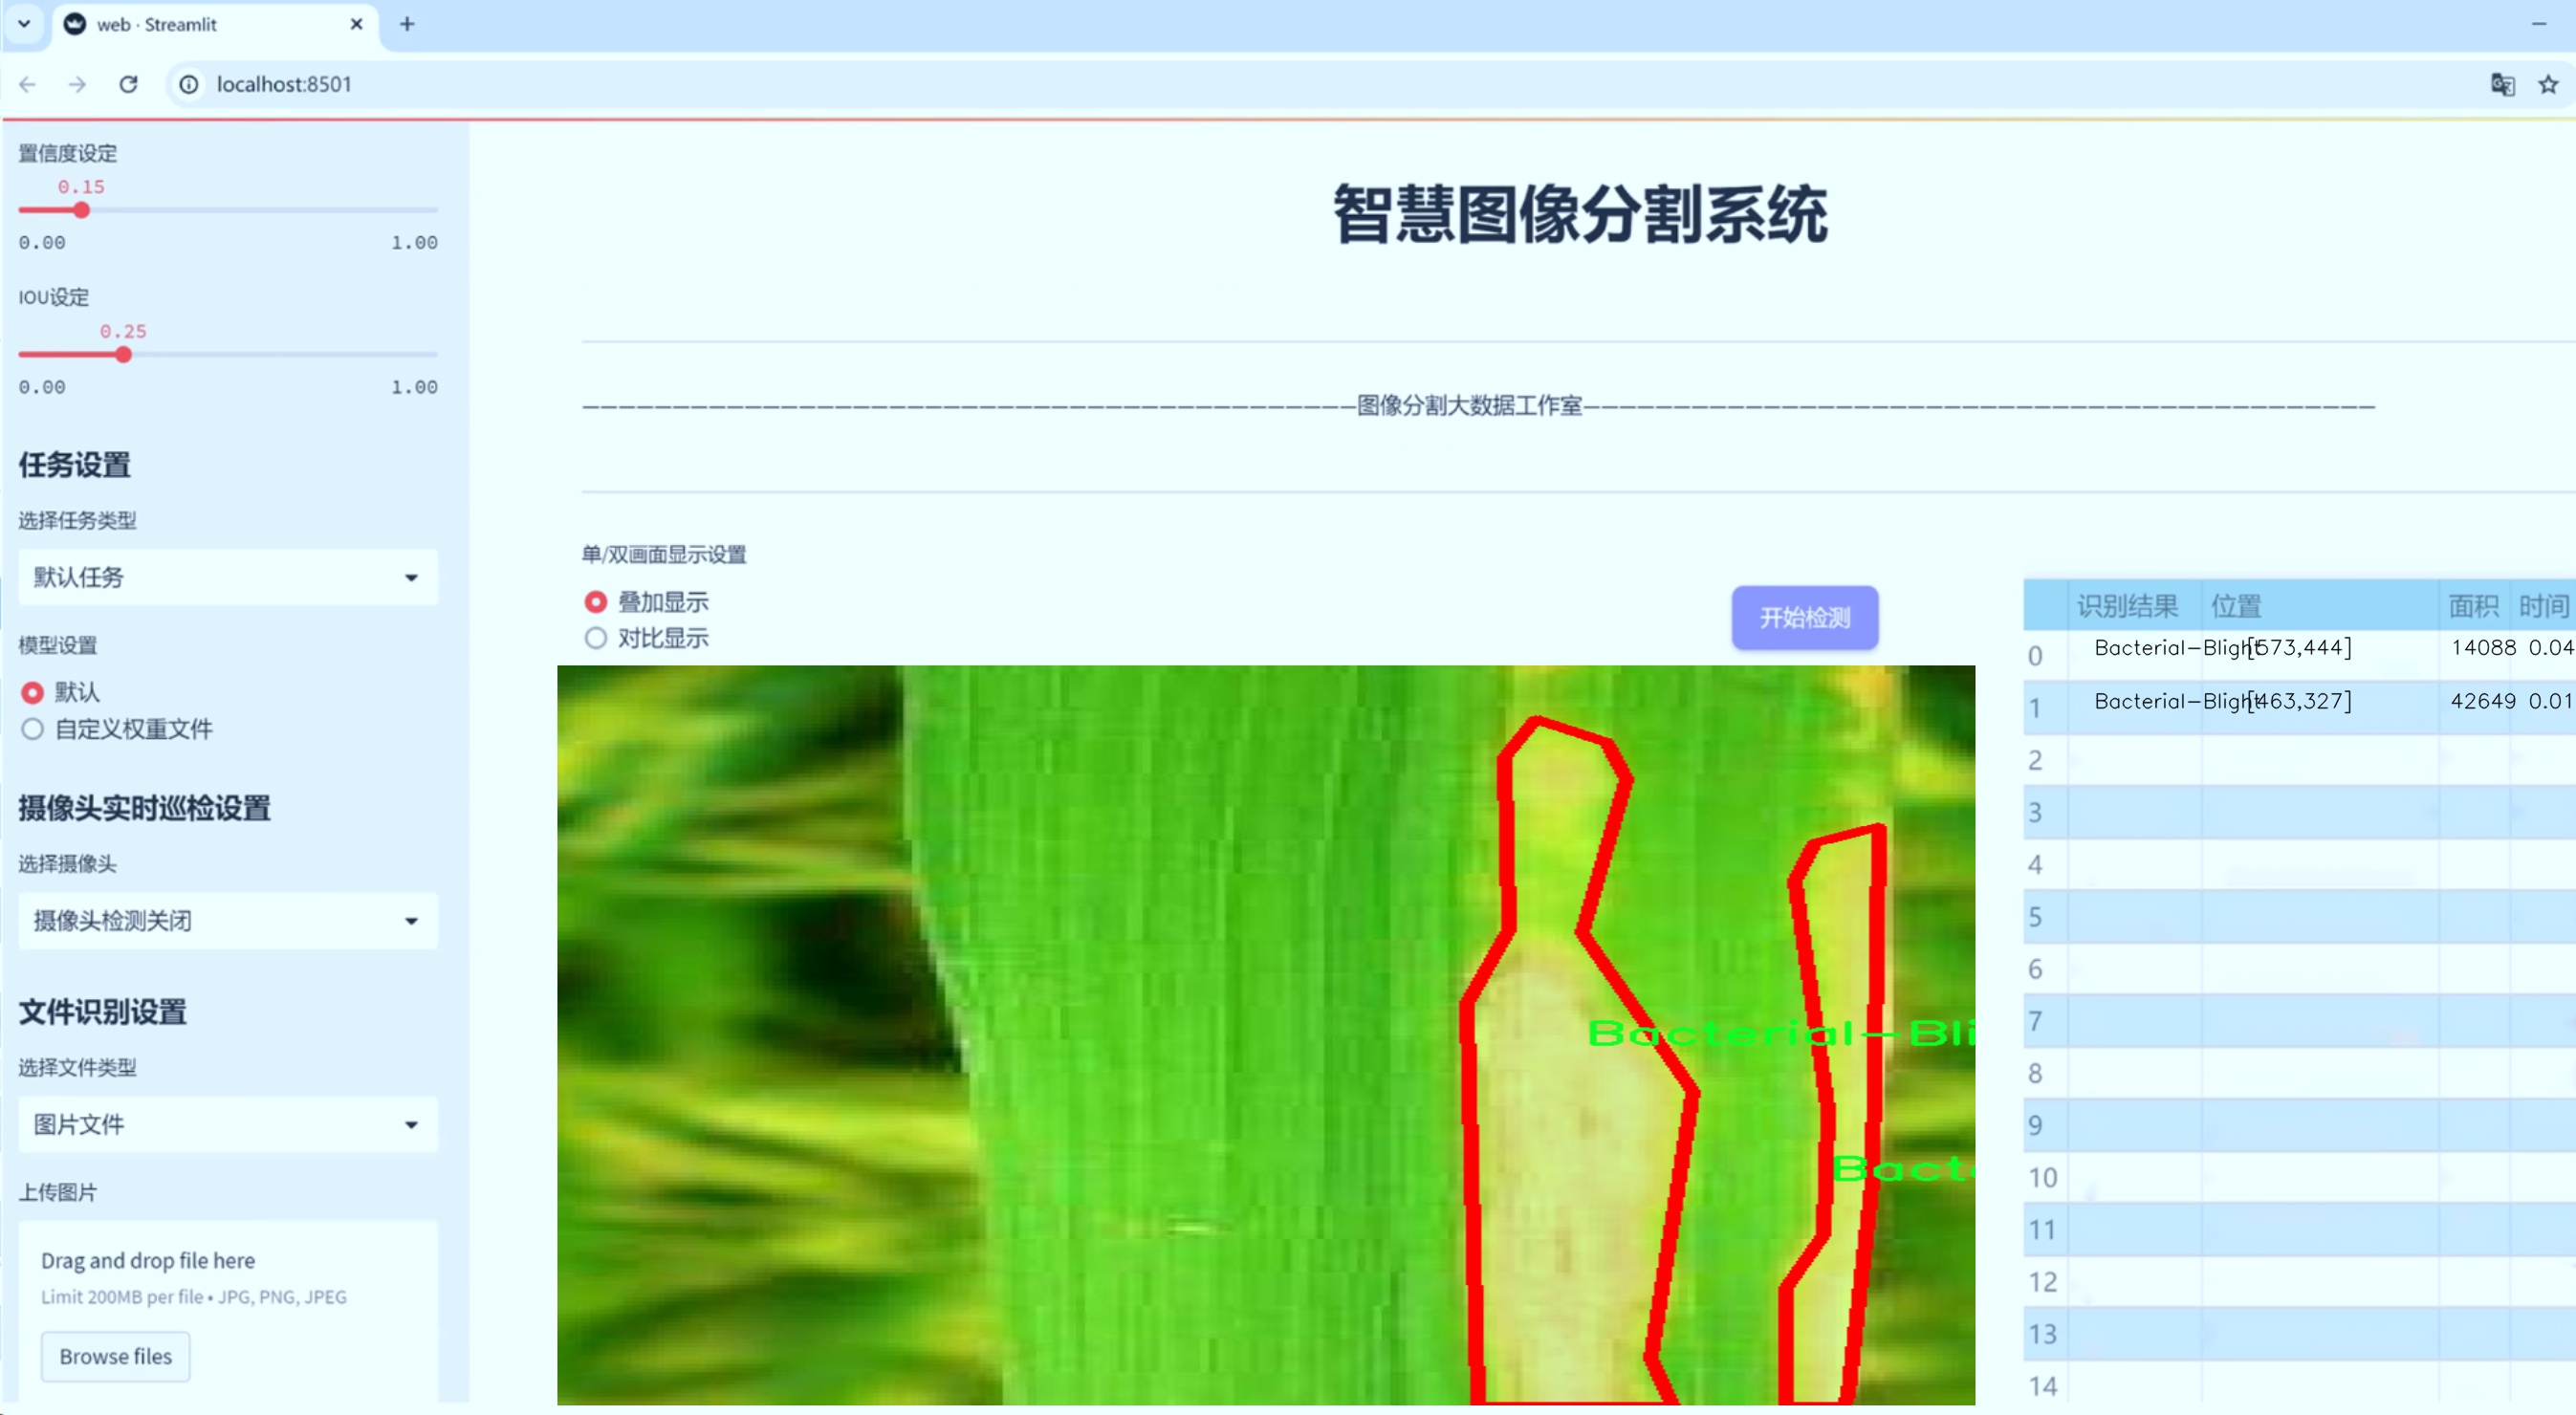 web · Streamlit
localhost:8501
置信度设定
0.15
0.00 1.00
IOU设定
0.25
0.00 1.00
任务设置
选择任务类型
默认任务
模型设置
默认
自定义权重文件
摄像头实时巡检设置
选择摄像头
摄像头检测关闭
文件识别设置
选择文件类型
图片文件
上传图片
Drag and drop file here
Limit 200MB per file • JPG, PNG, JPEG
Browse files
智慧图像分割系统
图像分割大数据工作室
单/双画面显示设置
叠加显示
对比显示
开始检测
Bacterial-Bli
Bact
识别结果 位置 面积 时间
0 Bacterial-Blight [573,444] 14088 0.04
1 Bacterial-Blight [463,327] 42649 0.01
2
3
4
5
6
7
8
9
10
11
12
13
14